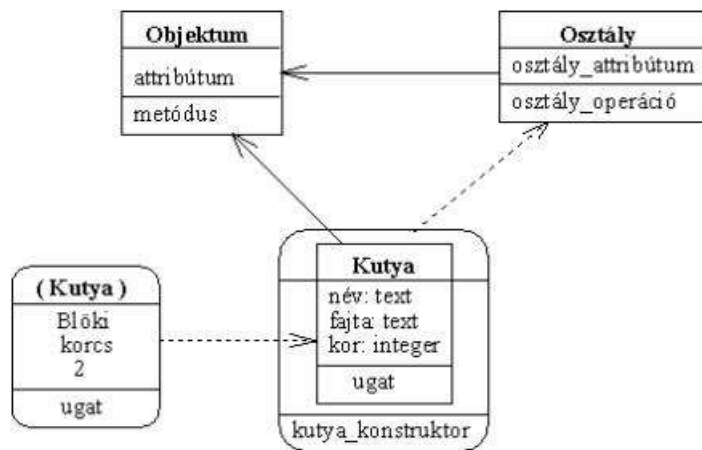 Objektum
attribútum
metódus
Osztály
osztály_attribútum
osztály_operáció
( Kutya )
Blöki
korcs
2
ugat
Kutya
név: text
fajta: text
kor: integer
ugat
kutya_konstruktor